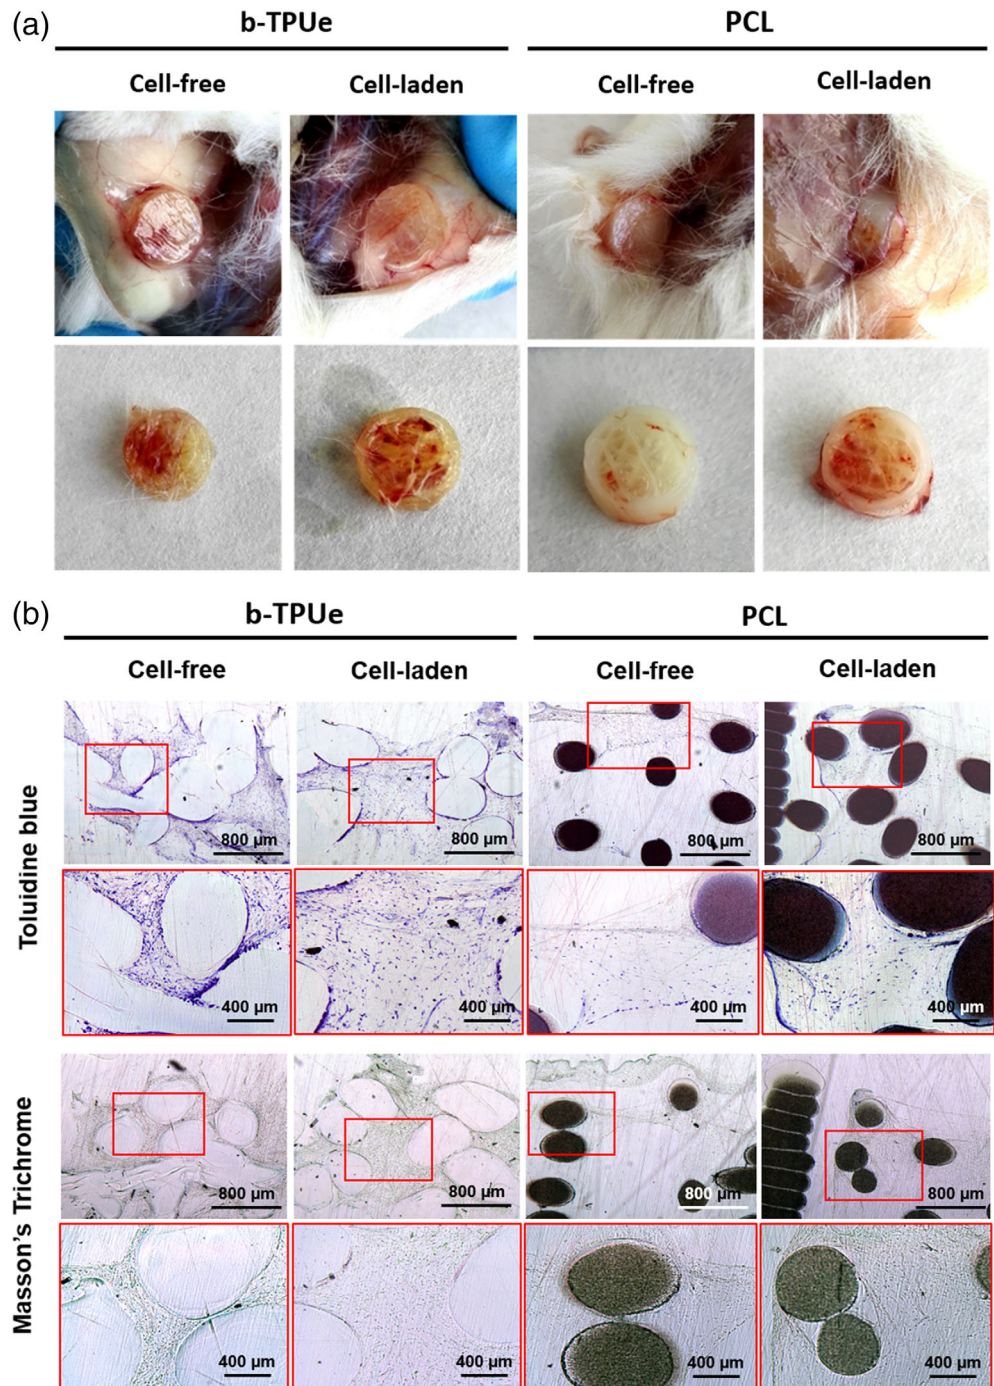 (a)
b-TPUe PCL
Cell-free Cell-laden Cell-free Cell-laden
(b)
b-TPUe PCL
Cell-free Cell-laden Cell-free Cell-laden
Toluidine blue
800 µm 800 µm 800 µm 800 µm
400 µm 400 µm 400 µm 400 µm
Masson's Trichrome
800 µm 800 µm 800 µm 800 µm
400 µm 400 µm 400 µm 400 µm